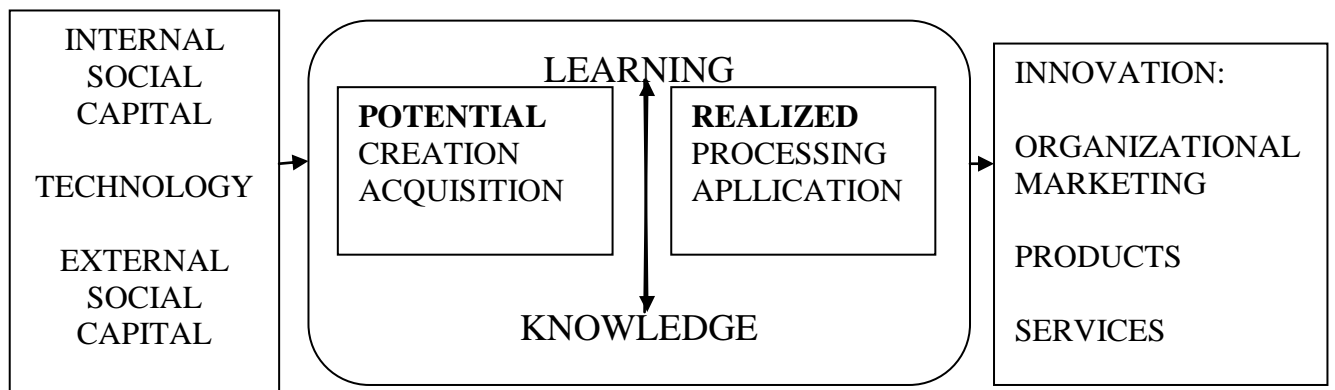 INTERNAL
SOCIAL
CAPITAL
TECHNOLOGY
EXTERNAL
SOCIAL
CAPITAL
LEARNING
POTENTIAL
CREATION
ACQUISITION
REALIZED
PROCESSING
APLLICATION
KNOWLEDGE
INNOVATION:
ORGANIZATIONAL
MARKETING
PRODUCTS
SERVICES